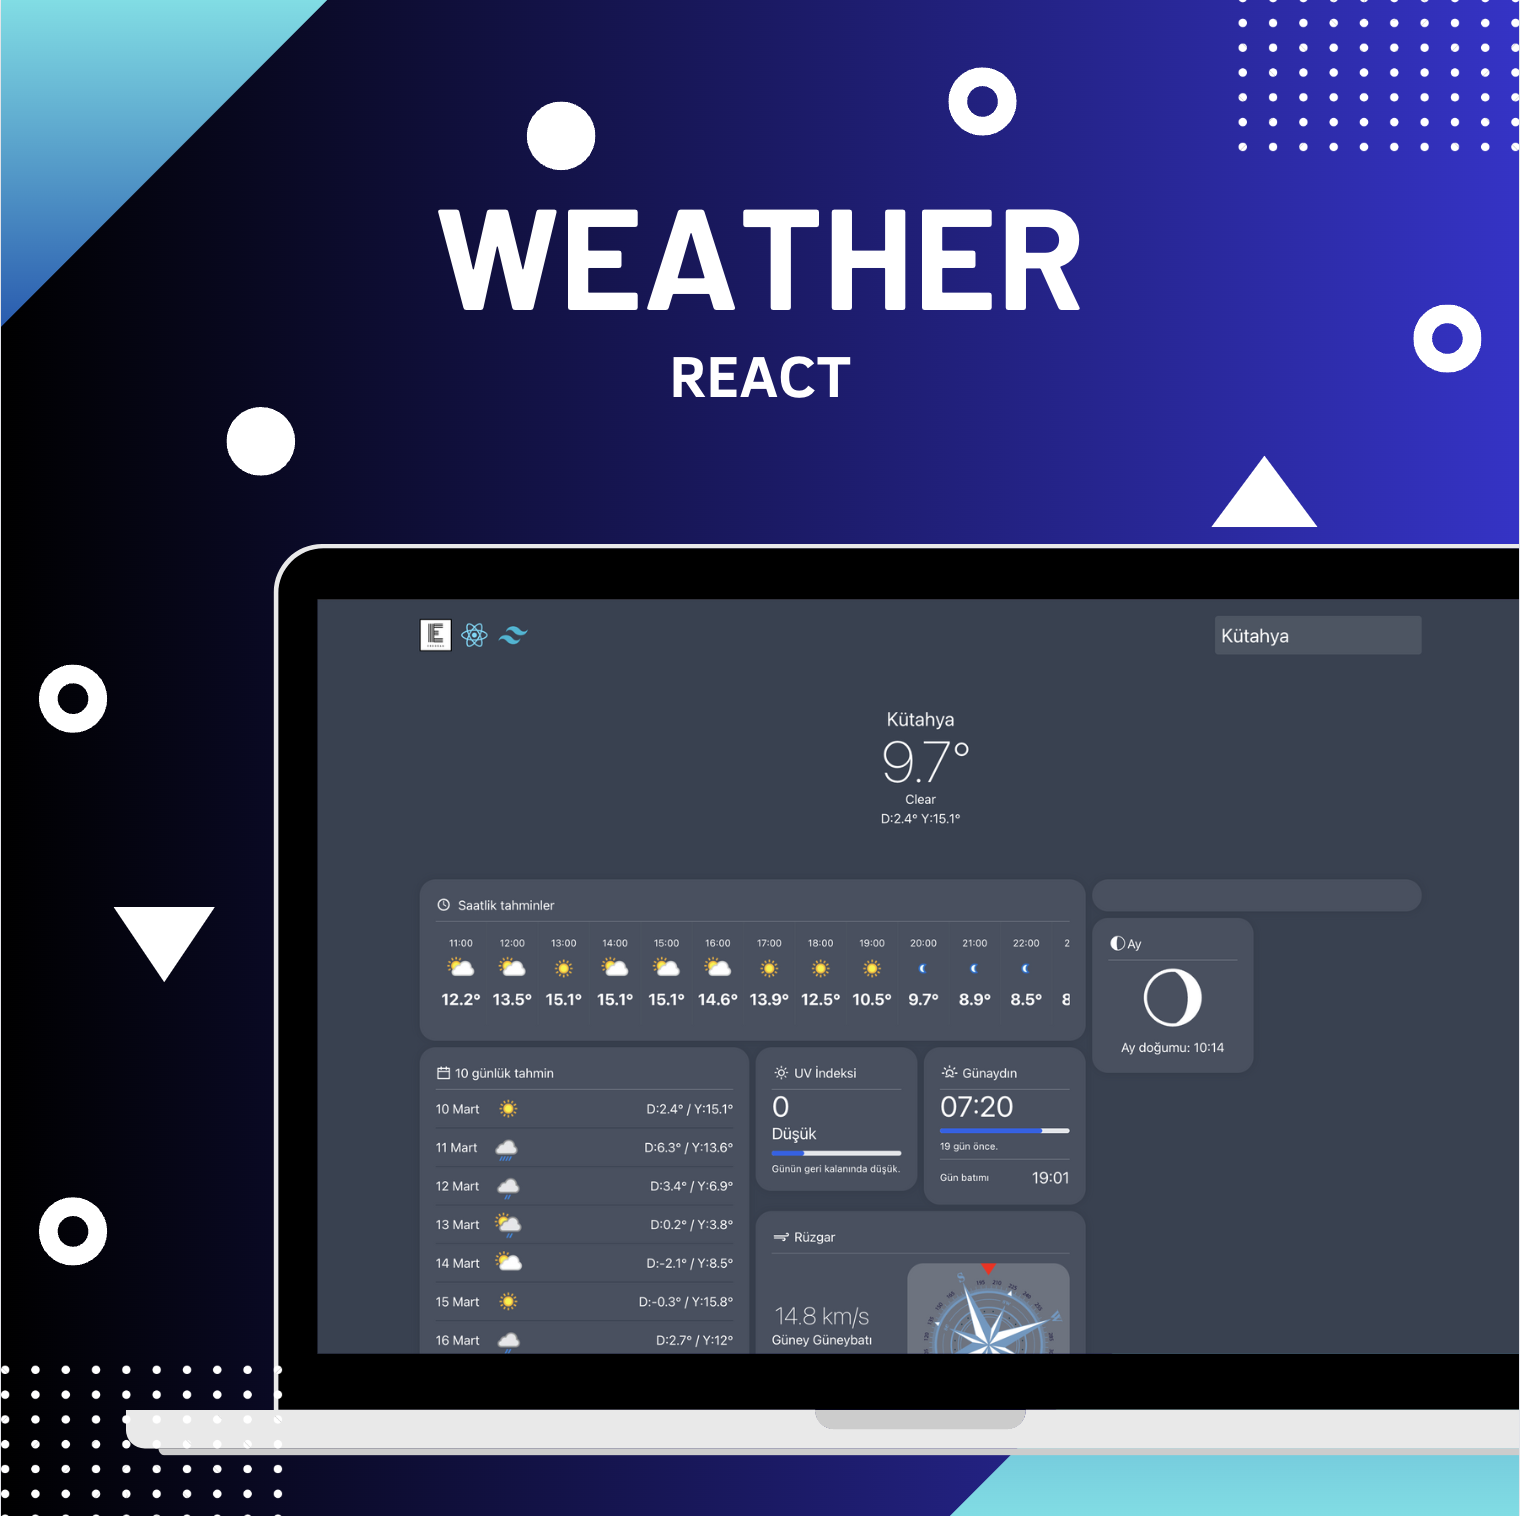 WEATHER
REACT
E
Kütahya
Kütahya
9.7°
Clear
D:2.4° Y:15.1°
Saatlik tahminler
11:00 12:00 13:00 14:00 15:00 16:00 17:00 18:00 19:00 20:00 21:00 22:00 2
12.2° 13.5° 15.1° 15.1° 15.1° 14.6° 13.9° 12.5° 10.5° 9.7° 8.9° 8.5° 8
Ay
Ay doğumu: 10:14
10 günlük tahmin
10 Mart D:2.4° / Y:15.1°
11 Mart D:6.3° / Y:13.6°
12 Mart D:3.4° / Y:6.9°
13 Mart D:0.2° / Y:3.8°
14 Mart D:-2.1° / Y:8.5°
15 Mart D:-0.3° / Y:15.8°
16 Mart D:2.7° / Y:12°
UV İndeksi
0
Düşük
Günün geri kalanında düşük.
Günaydın
07:20
19 gün önce.
Gün batımı 19:01
Rüzgar
14.8 km/s
Güney Güneybatı
S
195 210 225
W